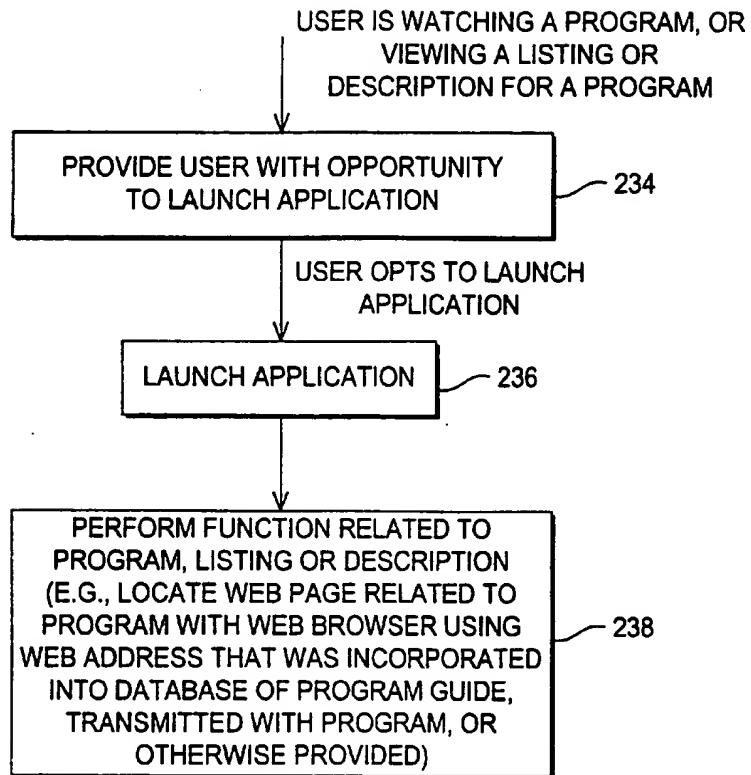 USER IS WATCHING A PROGRAM, OR
VIEWING A LISTING OR
DESCRIPTION FOR A PROGRAM
PROVIDE USER WITH OPPORTUNITY
TO LAUNCH APPLICATION
234
USER OPTS TO LAUNCH
APPLICATION
LAUNCH APPLICATION
236
PERFORM FUNCTION RELATED TO
PROGRAM, LISTING OR DESCRIPTION
(E.G., LOCATE WEB PAGE RELATED TO
PROGRAM WITH WEB BROWSER USING
WEB ADDRESS THAT WAS INCORPORATED
INTO DATABASE OF PROGRAM GUIDE,
TRANSMITTED WITH PROGRAM, OR
OTHERWISE PROVIDED)
238